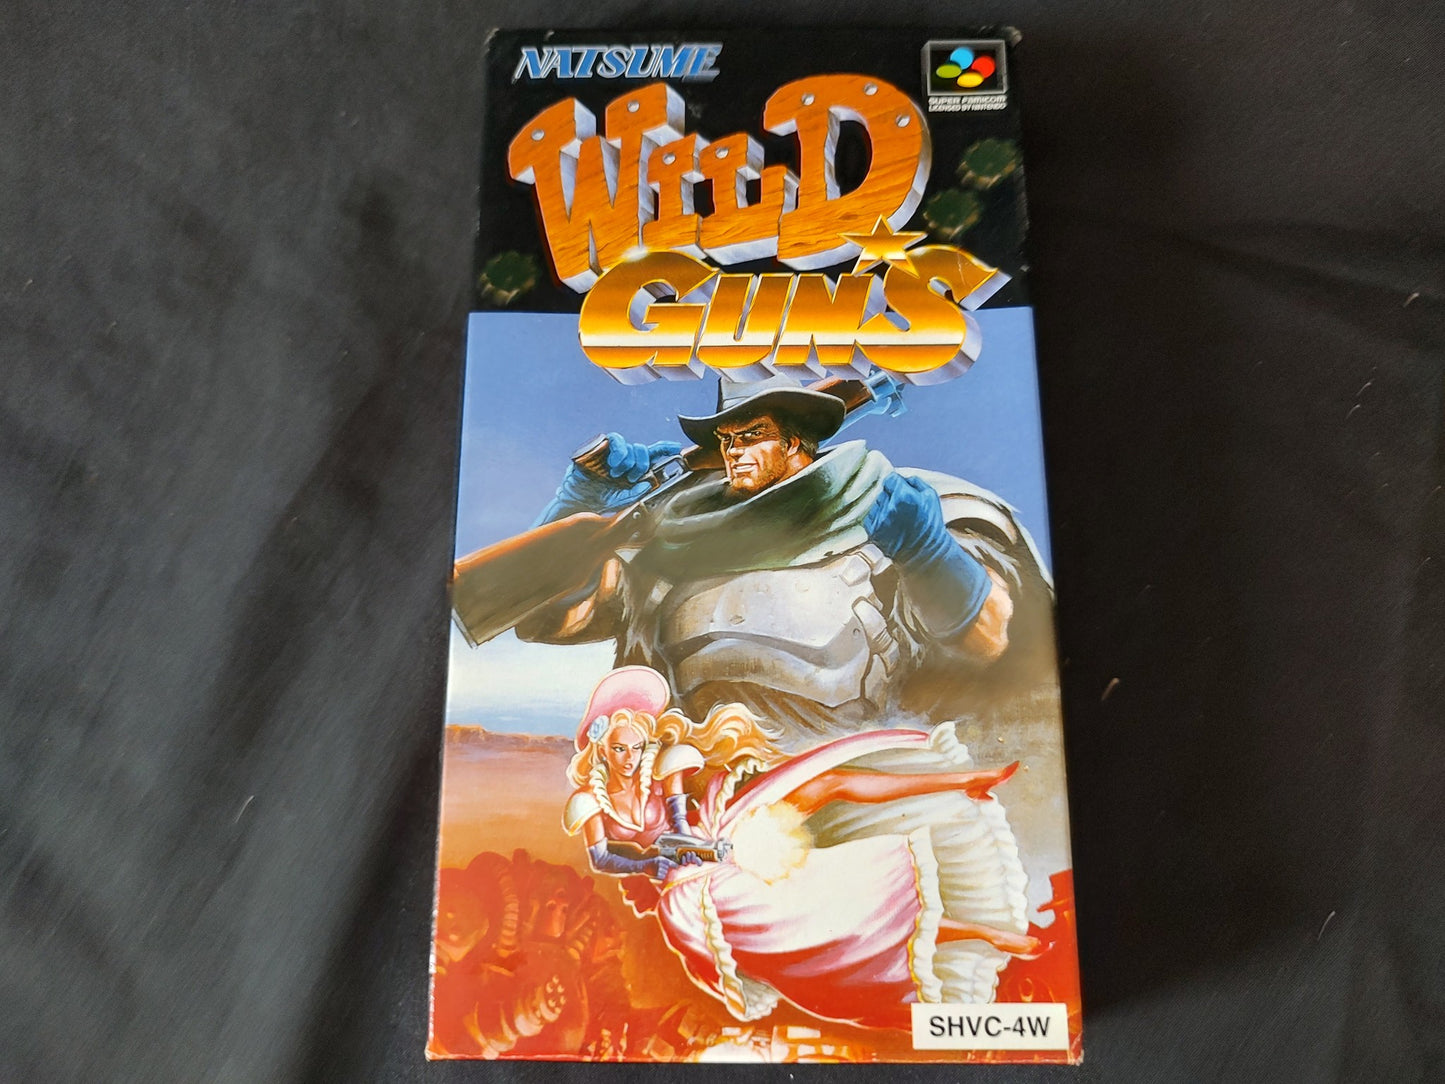 NATSUME
WILD
GUNS
SUPER FAMICOM
LICENSED BY NINTENDO
SHVC-4W